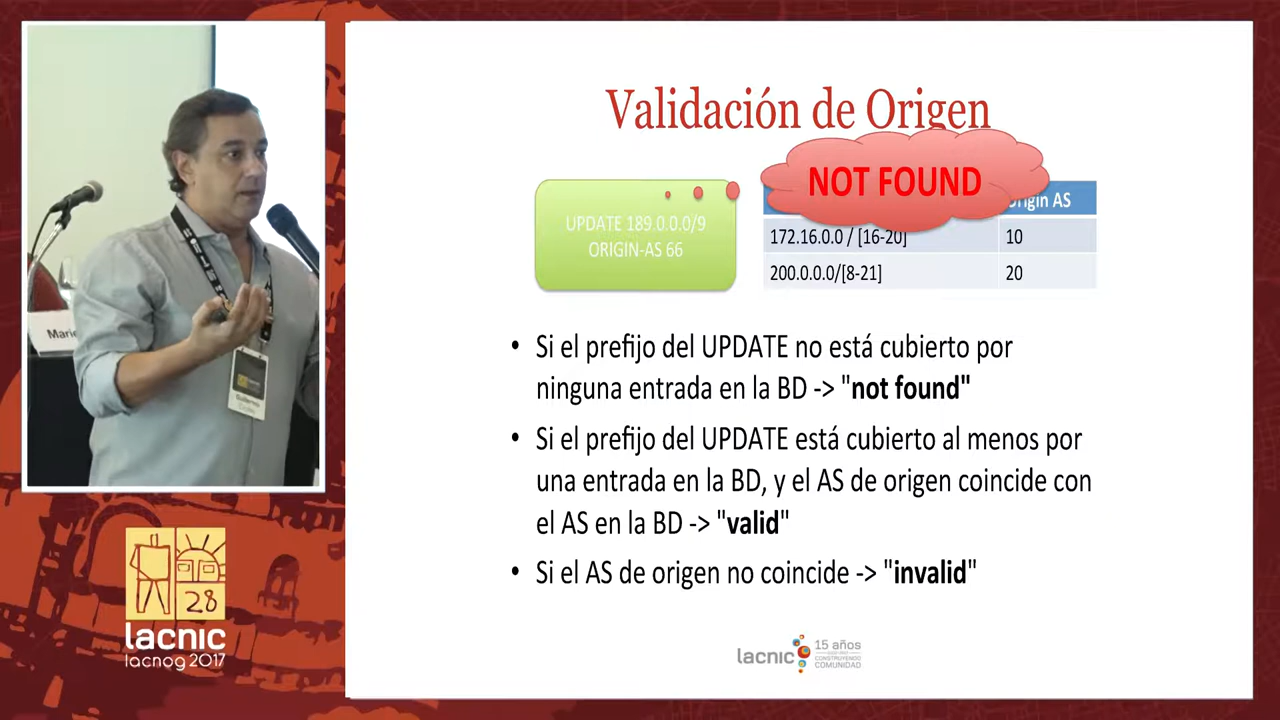 Validación de Origen
NOT FOUND
UPDATE 189.0.0.0/9
ORIGIN-AS 66
Origin AS
172.16.0.0 / [16-20] 10
200.0.0.0/[8-21] 20
• Si el prefijo del UPDATE no está cubierto por
ninguna entrada en la BD -> "not found"
• Si el prefijo del UPDATE está cubierto al menos por
una entrada en la BD, y el AS de origen coincide con
el AS en la BD -> "valid"
• Si el AS de origen no coincide -> "invalid"
lacnic
15 años
CONSTRUYENDO
COMUNIDAD
Marie
Guillermo
28
lacnic
lacnog 2017